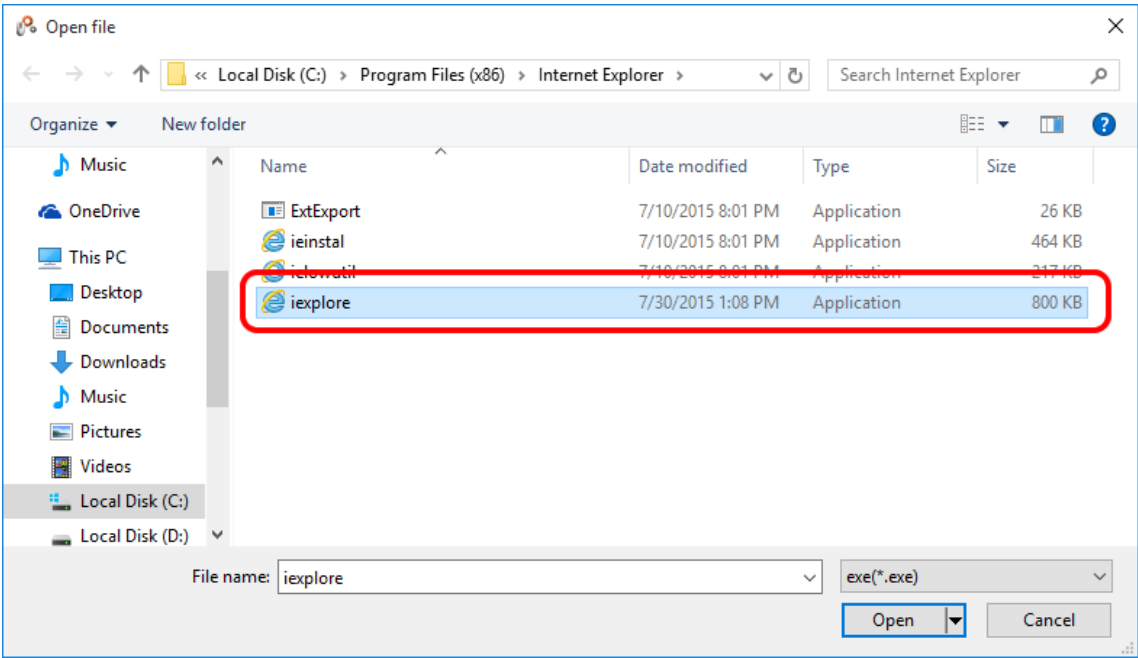 Open file
« Local Disk (C:) > Program Files (x86) > Internet Explorer >
Search Internet Explorer
Organize
New folder
Name Date modified Type Size
Music
OneDrive
This PC
Desktop
Documents
Downloads
Music
Pictures
Videos
Local Disk (C:)
Local Disk (D:)
ExtExport 7/10/2015 8:01 PM Application 26 KB
ieinstal 7/10/2015 8:01 PM Application 464 KB
ielowutil 7/10/2015 8:01 PM Application 217 KB
iexplore 7/30/2015 1:08 PM Application 800 KB
File name: iexplore
exe(*.exe)
Open
Cancel